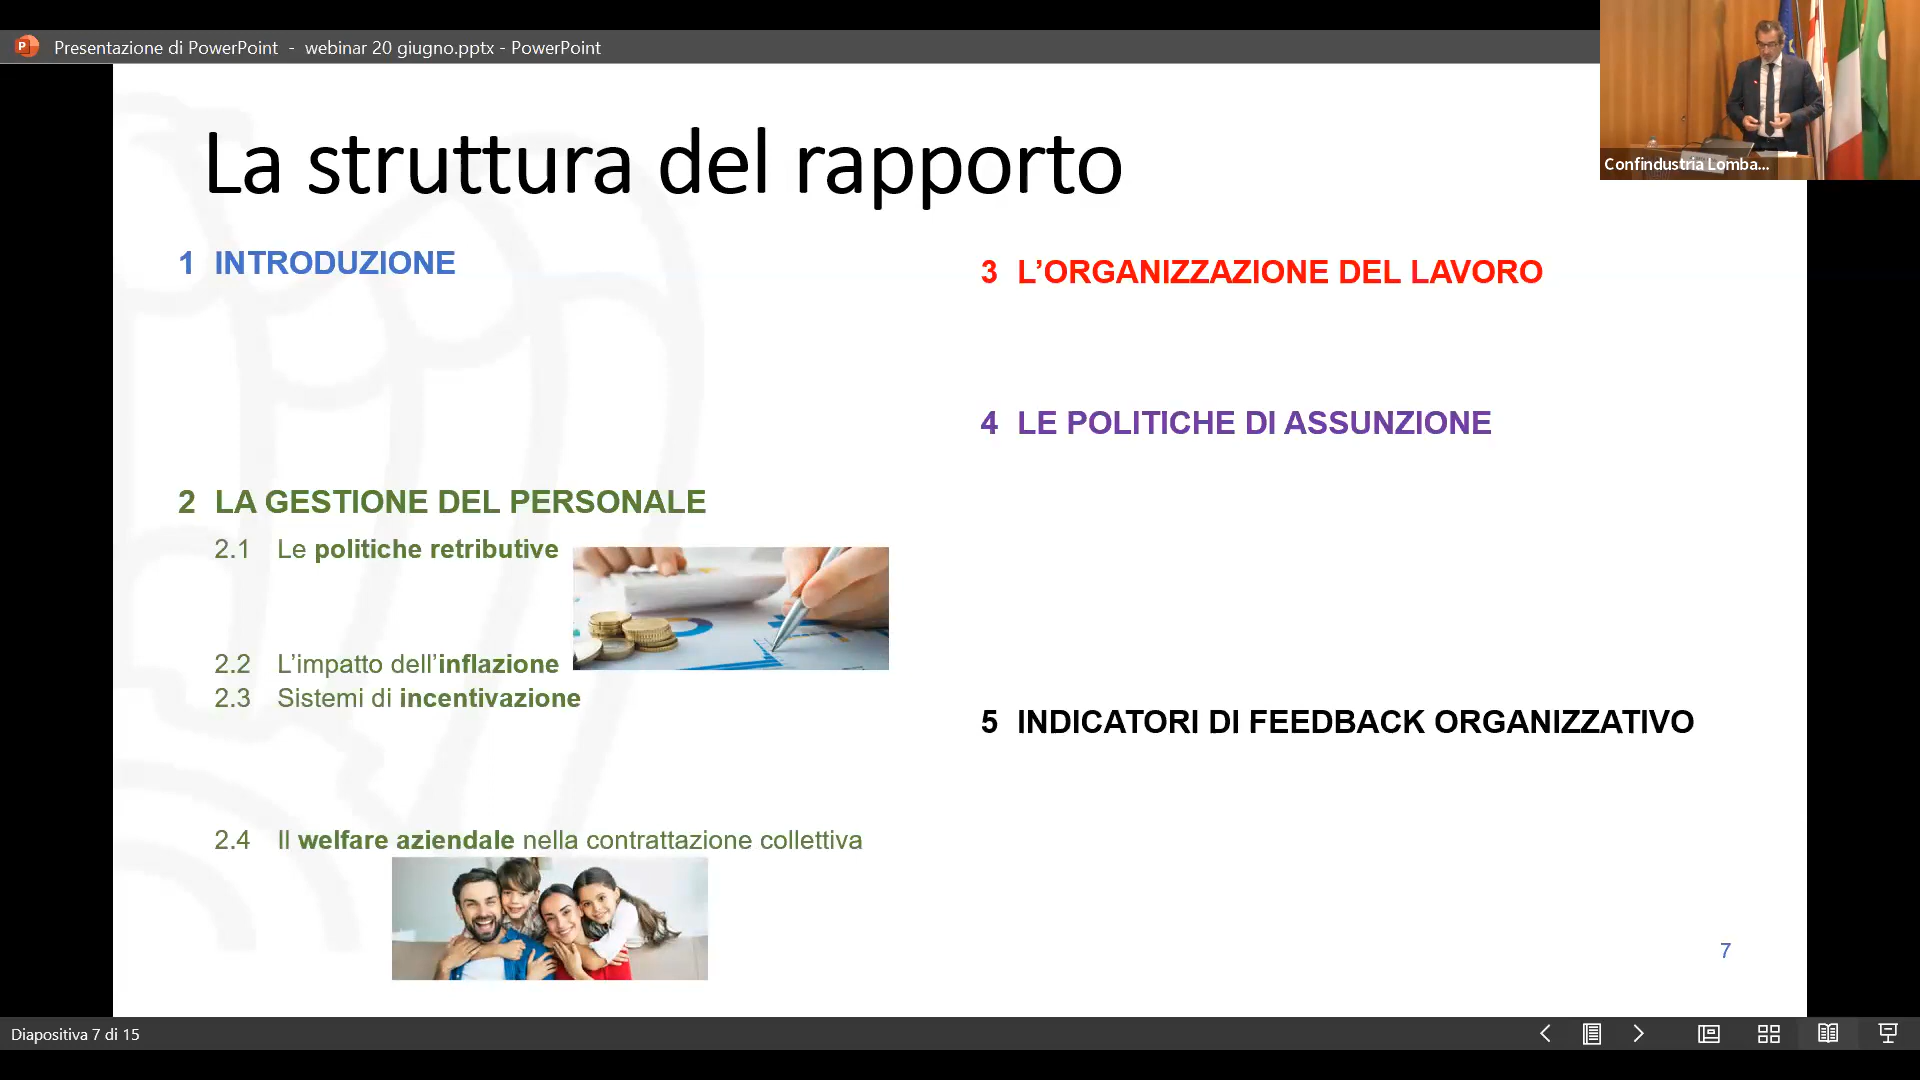 Presentazione di PowerPoint - webinar 20 giugno.pptx - PowerPoint
Confindustria Lomba...
La struttura del rapporto
1 INTRODUZIONE
2 LA GESTIONE DEL PERSONALE
2.1 Le politiche retributive
2.2 L'impatto dell'inflazione
2.3 Sistemi di incentivazione
2.4 Il welfare aziendale nella contrattazione collettiva
3 L'ORGANIZZAZIONE DEL LAVORO
4 LE POLITICHE DI ASSUNZIONE
5 INDICATORI DI FEEDBACK ORGANIZZATIVO
7
Diapositiva 7 di 15